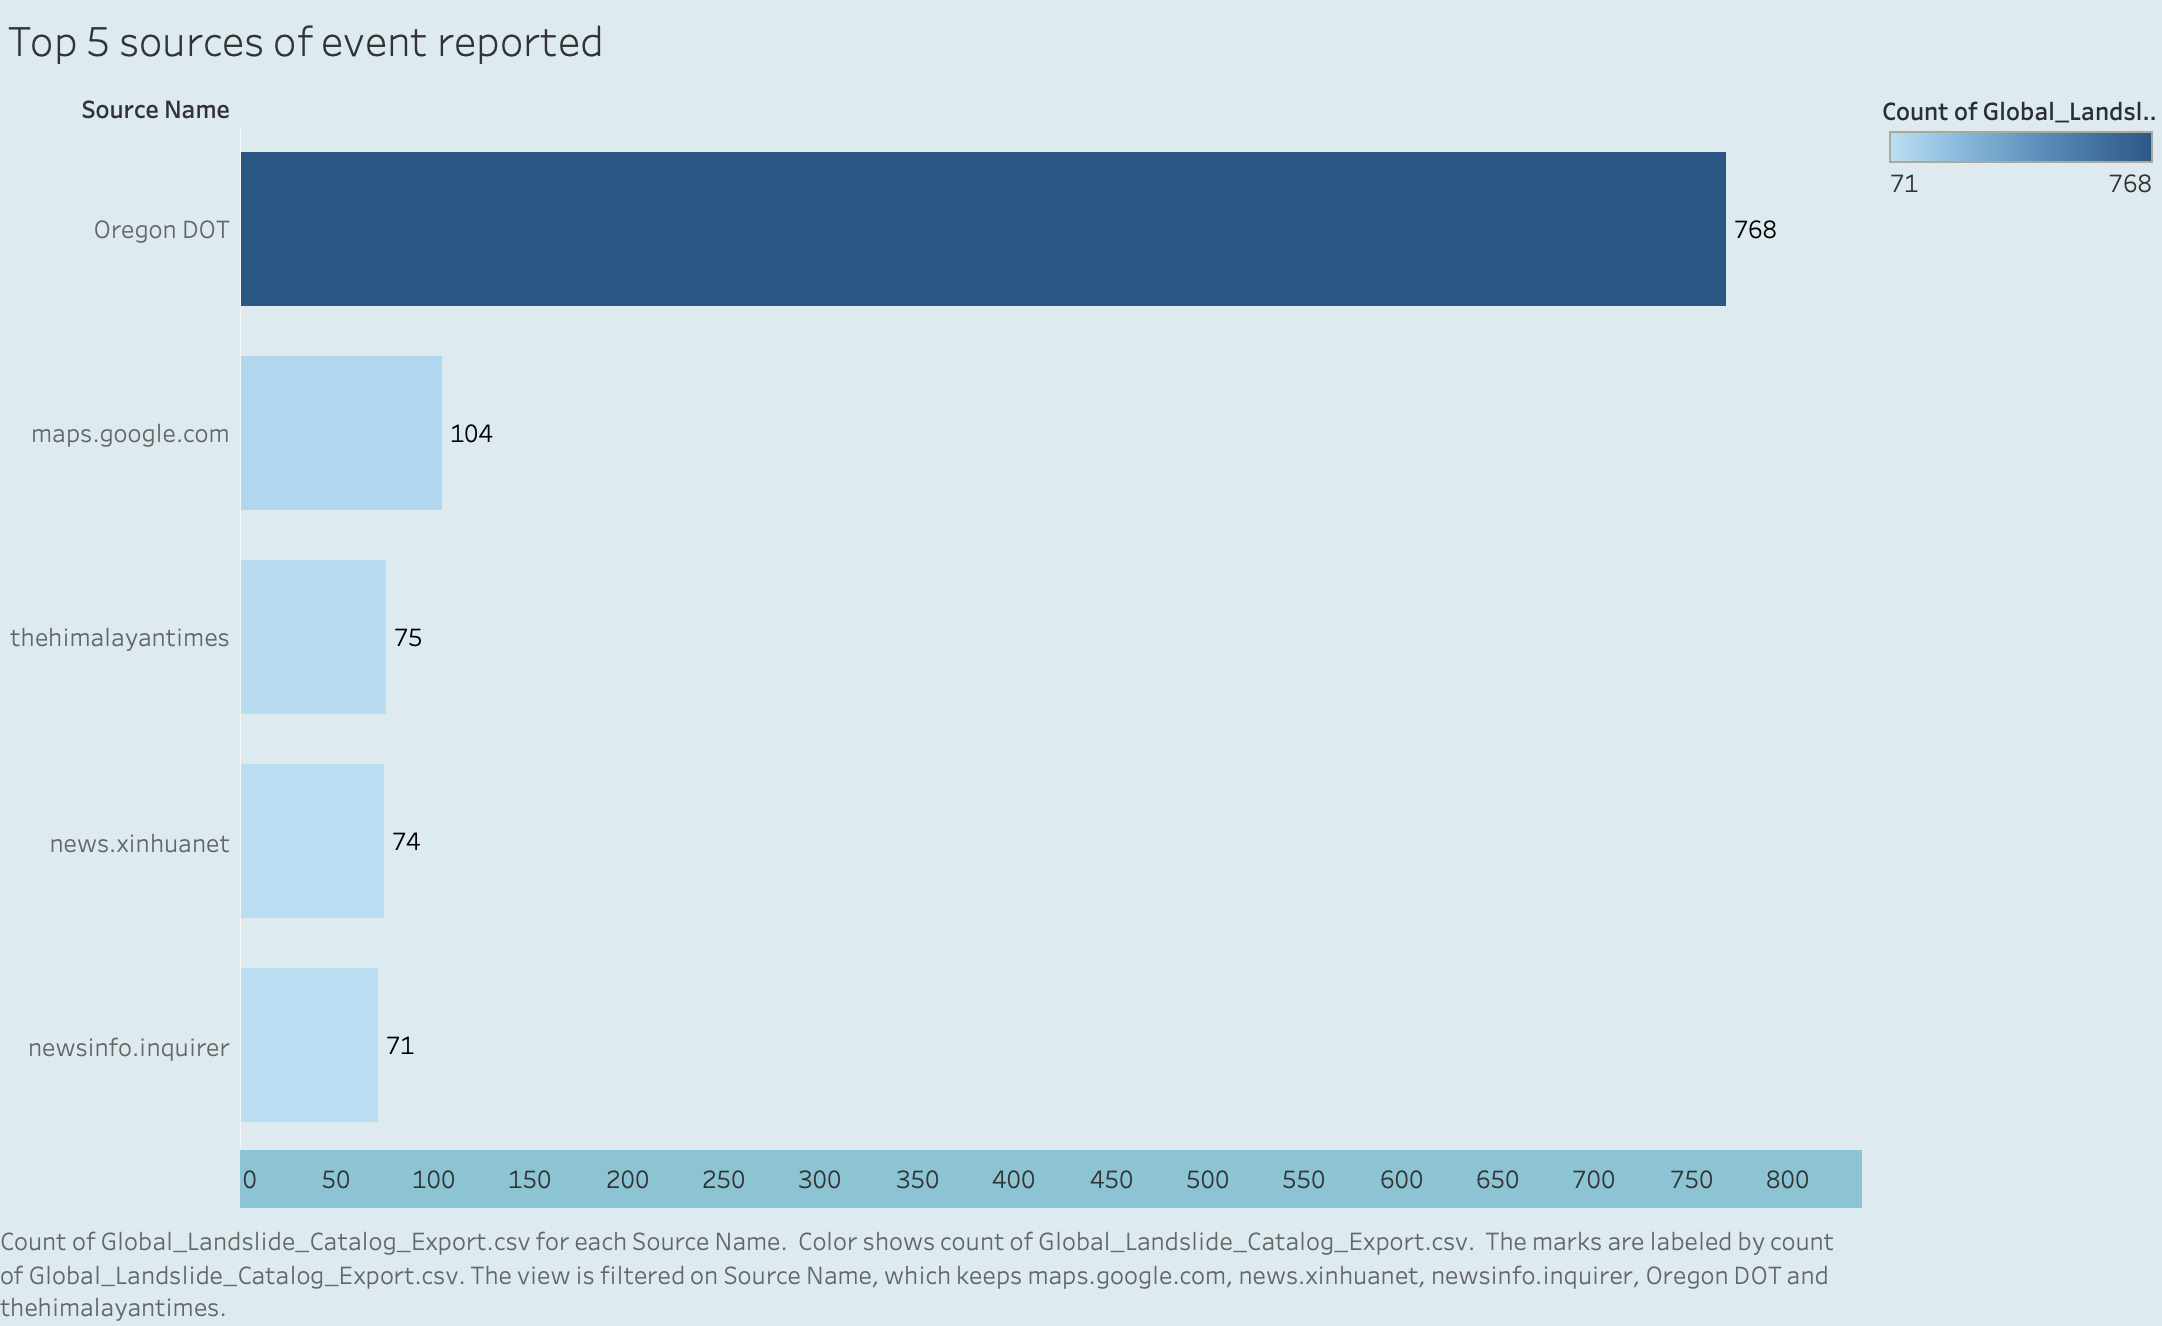 Top 5 sources of event reported
Source Name
Count of Global_Landsl..
71 768
Oregon DOT 768
maps.google.com 104
thehimalayantimes 75
news.xinhuanet 74
newsinfo.inquirer 71
0 50 100 150 200 250 300 350 400 450 500 550 600 650 700 750 800
Count of Global_Landslide_Catalog_Export.csv for each Source Name.  Color shows count of Global_Landslide_Catalog_Export.csv.  The marks are labeled by count
of Global_Landslide_Catalog_Export.csv. The view is filtered on Source Name, which keeps maps.google.com, news.xinhuanet, newsinfo.inquirer, Oregon DOT and
thehimalayantimes.